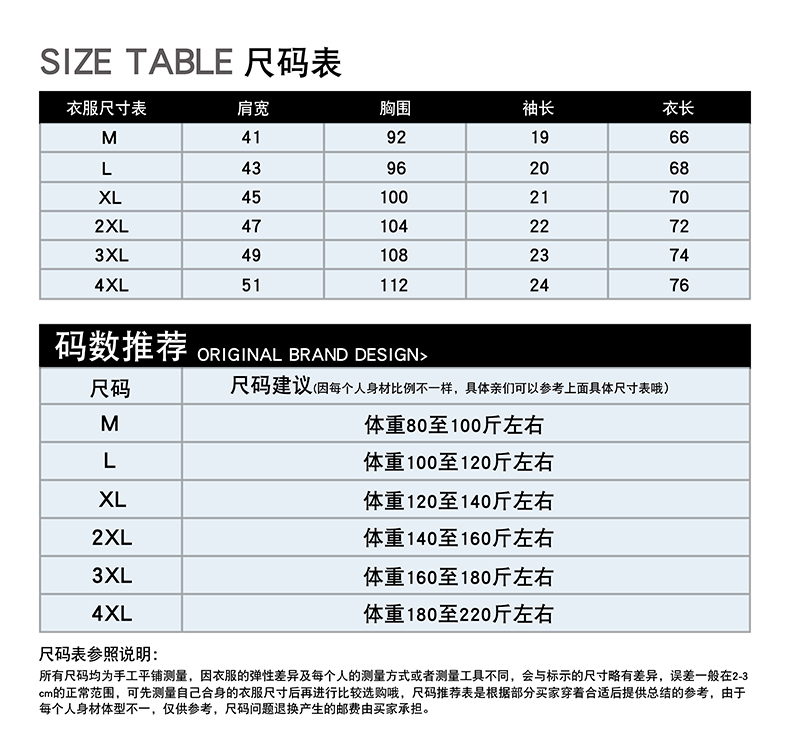 SIZE TABLE 尺码表
衣服尺寸表 肩宽 胸围 袖长 衣长
M 41 92 19 66
L 43 96 20 68
XL 45 100 21 70
2XL 47 104 22 72
3XL 49 108 23 74
4XL 51 112 24 76
码数推荐 ORIGINAL BRAND DESIGN>
尺码 尺码建议(因每个人身材比例不一样，具体亲们可以参考上面具体尺寸表哦)
M 体重80至100斤左右
L 体重100至120斤左右
XL 体重120至140斤左右
2XL 体重140至160斤左右
3XL 体重160至180斤左右
4XL 体重180至220斤左右
尺码表参照说明：
所有尺码均为手工平铺测量，因衣服的弹性差异及每个人的测量方式或者测量工具不同，会与标示的尺寸略有差异，误差一般在2-3
cm的正常范围，可先测量自己合身的衣服尺寸后再进行比较选购哦，尺码推荐表是根据部分买家穿着合适后提供总结的参考，由于
每个人身材体型不一，仅供参考，尺码问题退换产生的邮费由买家承担。